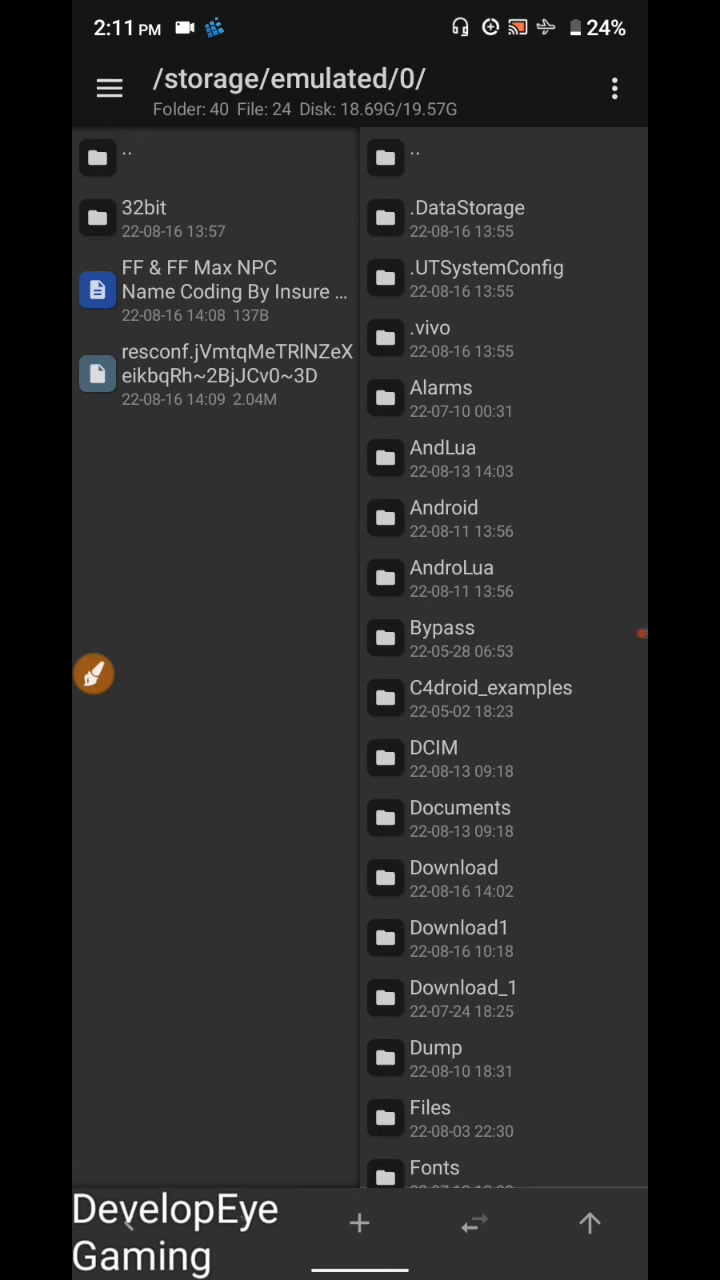 2:11 PM
24%
/storage/emulated/0/
Folder: 40 File: 24 Disk: 18.69G/19.57G
..
32bit
22-08-16 13:57
FF & FF Max NPC
Name Coding By Insure ...
22-08-16 14:08 137B
resconf.jVmtqMeTRlNZeX
eikbqRh~2BjJCv0~3D
22-08-16 14:09 2.04M
..
.DataStorage
22-08-16 13:55
.UTSystemConfig
22-08-16 13:55
.vivo
22-08-16 13:55
Alarms
22-07-10 00:31
AndLua
22-08-13 14:03
Android
22-08-11 13:56
AndroLua
22-08-11 13:56
Bypass
22-05-28 06:53
C4droid_examples
22-05-02 18:23
DCIM
22-08-13 09:18
Documents
22-08-13 09:18
Download
22-08-16 14:02
Download1
22-08-16 10:18
Download_1
22-07-24 18:25
Dump
22-08-10 18:31
Files
22-08-03 22:30
Fonts
DevelopEye
Gaming